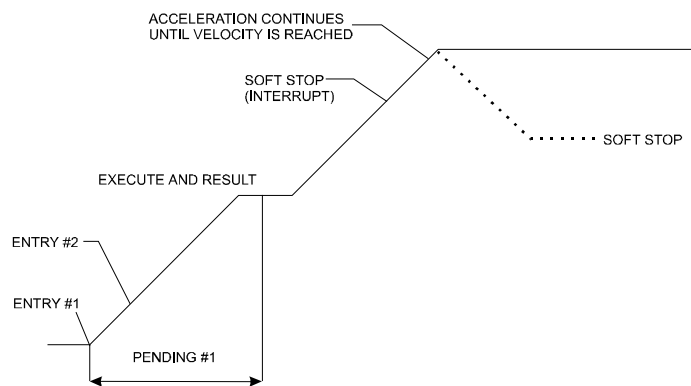 ACCELERATION CONTINUES
UNTIL VELOCITY IS REACHED
SOFT STOP
(INTERRUPT)
SOFT STOP
EXECUTE AND RESULT
ENTRY #2
ENTRY #1
PENDING #1